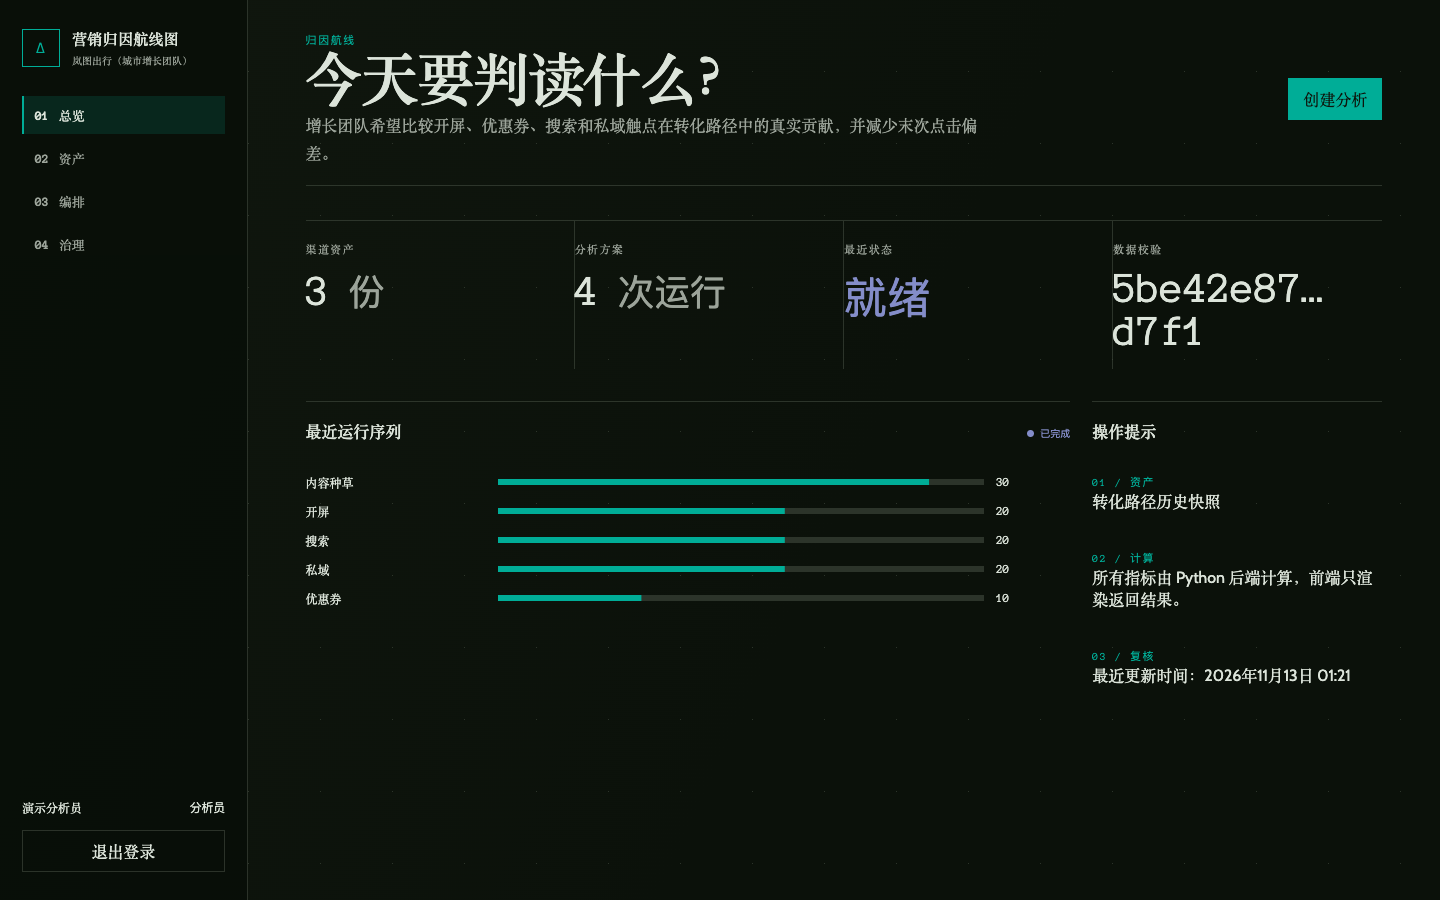 Δ
营销归因航线图
岚图出行（城市增长团队）
01 总览
02 资产
03 编排
04 治理
演示分析员 分析员
退出登录
归因航线
今天要判读什么？
增长团队希望比较开屏、优惠券、搜索和私域触点在转化路径中的真实贡献，并减少末次点击偏
差。
创建分析
渠道资产
3 份
分析方案
4 次运行
最近状态
就绪
数据校验
5be42e87…
d7f1
最近运行序列
已完成
内容种草 30
开屏 20
搜索 20
私域 20
优惠券 10
操作提示
01 / 资产
转化路径历史快照
02 / 计算
所有指标由 Python 后端计算，前端只渲
染返回结果。
03 / 复核
最近更新时间：2026年11月13日 01:21